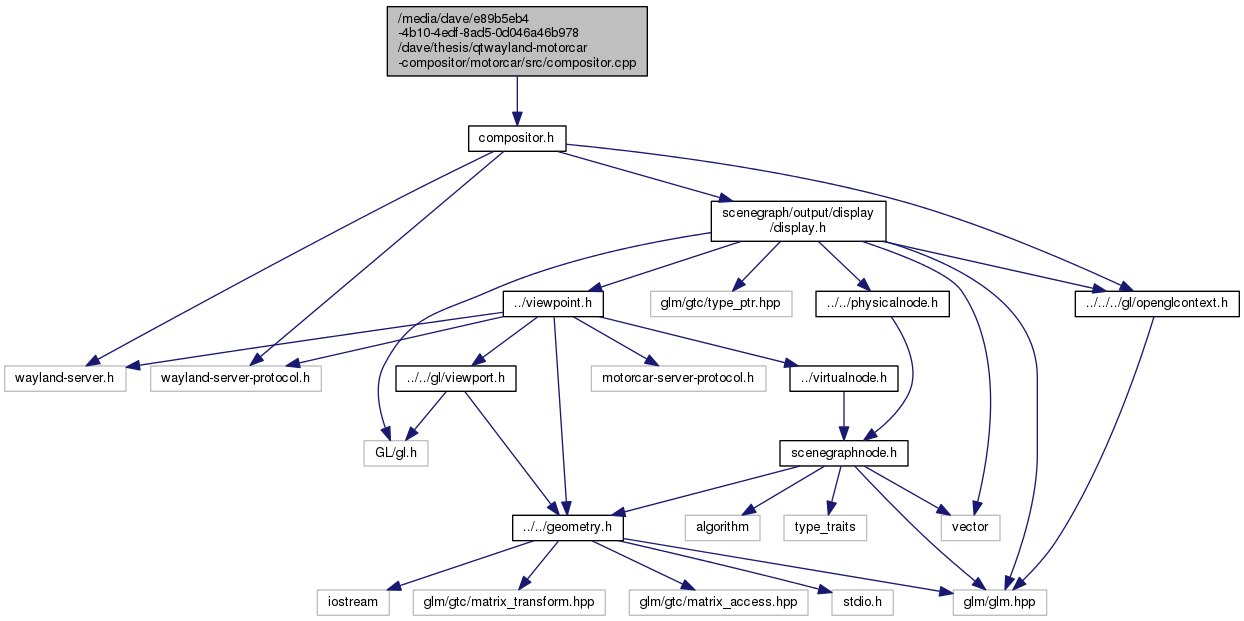 /media/dave/e89b5eb4
-4b10-4edf-8ad5-0d046a46b978
/dave/thesis/qtwayland-motorcar
-compositor/motorcar/src/compositor.cpp
compositor.h
scenegraph/output/display
/display.h
../viewpoint.h
glm/gtc/type_ptr.hpp
../../physicalnode.h
../../../gl/openglcontext.h
wayland-server.h
wayland-server-protocol.h
../../gl/viewport.h
motorcar-server-protocol.h
../virtualnode.h
GL/gl.h
scenegraphnode.h
../../geometry.h
algorithm
type_traits
vector
iostream
glm/gtc/matrix_transform.hpp
glm/gtc/matrix_access.hpp
stdio.h
glm/glm.hpp